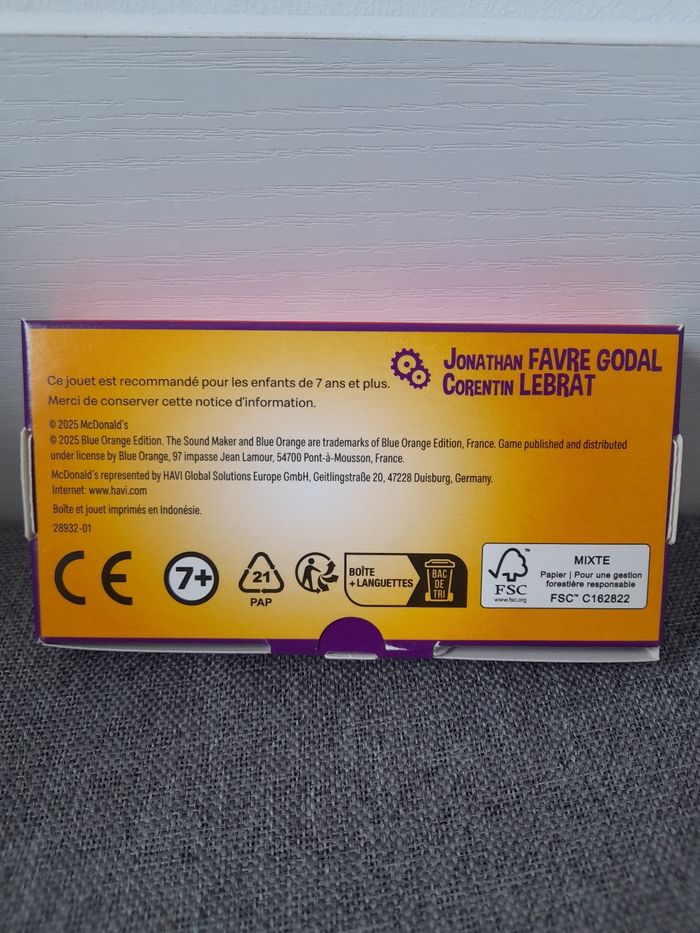 JONATHAN FAVRE GODAL
CORENTIN LEBRAT
Ce jouet est recommandé pour les enfants de 7 ans et plus.
Merci de conserver cette notice d'information.
© 2025 McDonald's
© 2025 Blue Orange Edition. The Sound Maker and Blue Orange are trademarks of Blue Orange Edition, France. Game published and distributed
under license by Blue Orange, 97 impasse Jean Lamour, 54700 Pont-à-Mousson, France.
McDonald's represented by HAVI Global Solutions Europe GmbH, Geitlingstraße 20, 47228 Duisburg, Germany.
Internet: www.havi.com
Boîte et jouet imprimés en Indonésie.
28932-01
CE
7+
21
PAP
BOÎTE
+ LANGUETTES
BAC
DE
TRI
FSC™
www.fsc.org
MIXTE
Papier | Pour une gestion
forestière responsable
FSC™ C162822